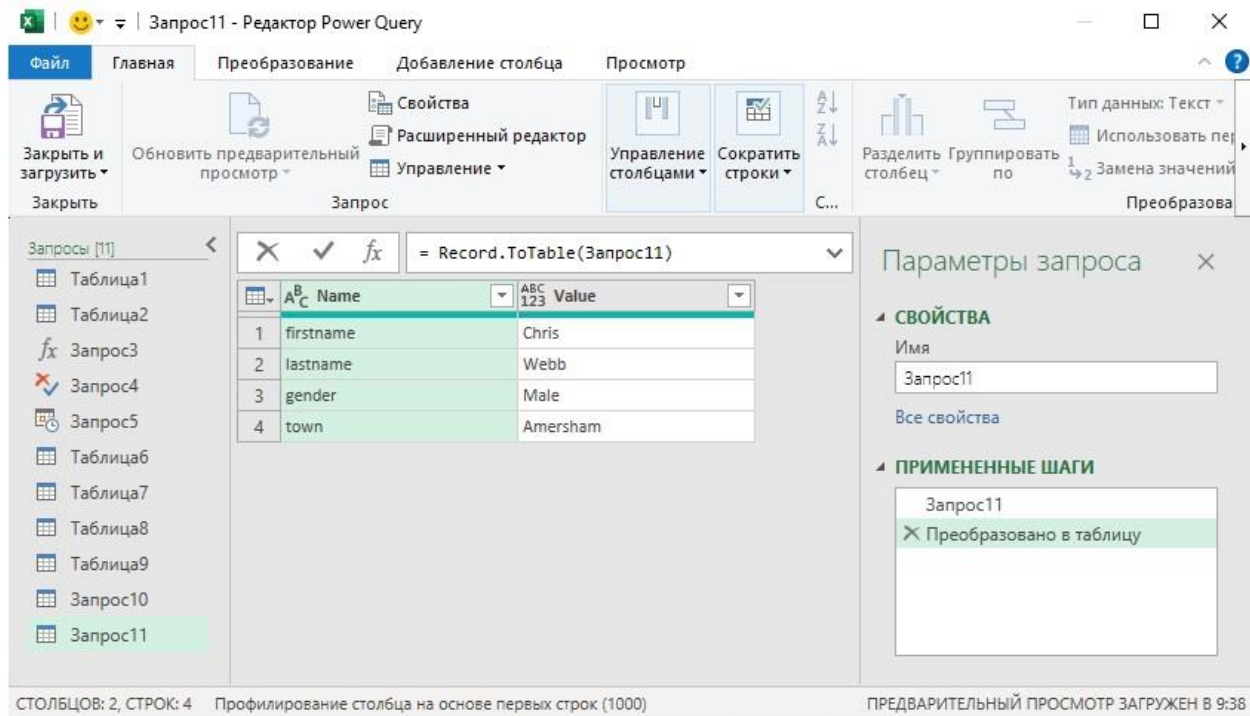 Запрос11 - Редактор Power Query
Файл Главная Преобразование Добавление столбца Просмотр
Закрыть и загрузить
Закрыть
Обновить предварительный просмотр
Свойства
Расширенный редактор
Управление
Запрос
Управление столбцами
Сократить строки
С...
Разделить столбец
Группировать по
Тип данных: Текст
Использовать пер
Замена значений
Преобразова
Запросы [11]
Таблица1
Таблица2
Запрос3
Запрос4
Запрос5
Таблица6
Таблица7
Таблица8
Таблица9
Запрос10
Запрос11
= Record.ToTable(Запрос11)
Name Value
1 firstname Chris
2 lastname Webb
3 gender Male
4 town Amersham
Параметры запроса
СВОЙСТВА
Имя
Запрос11
Все свойства
ПРИМЕНЕННЫЕ ШАГИ
Запрос11
Преобразовано в таблицу
СТОЛБЦОВ: 2, СТРОК: 4 Профилирование столбца на основе первых строк (1000) ПРЕДВАРИТЕЛЬНЫЙ ПРОСМОТР ЗАГРУЖЕН В 9:38